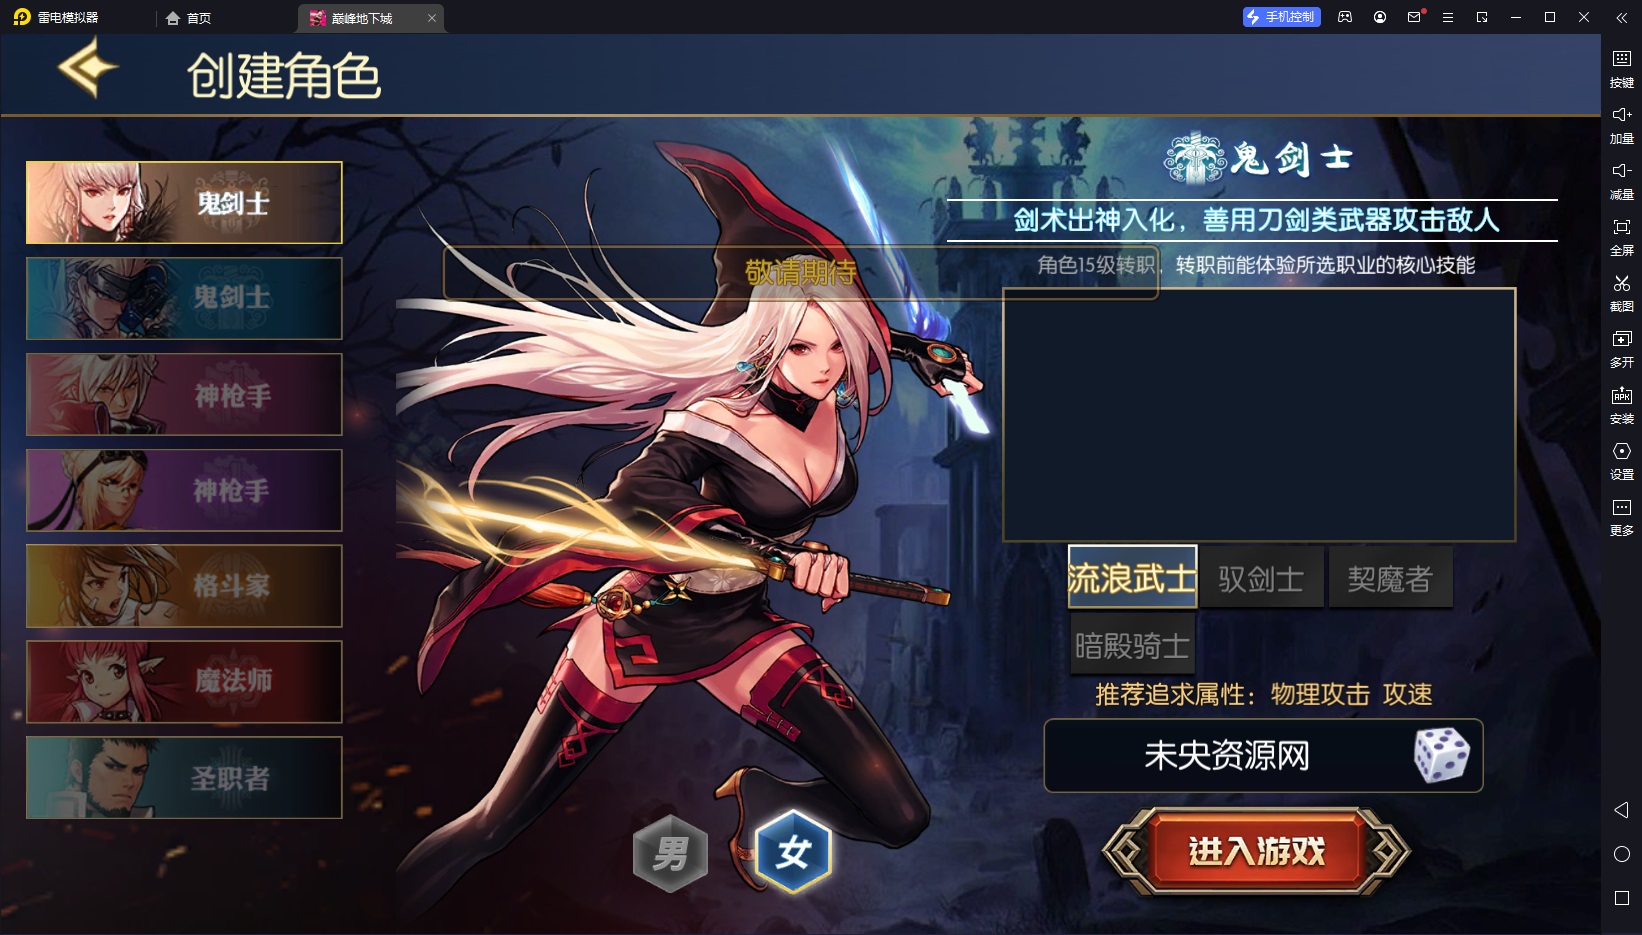 雷电模拟器
首页
巅峰地下城
手机控制
创建角色
鬼剑士
鬼剑士
神枪手
神枪手
格斗家
魔法师
圣职者
敬请期待
男
女
鬼剑士
剑术出神入化，善用刀剑类武器攻击敌人
角色15级转职，转职前能体验所选职业的核心技能
流浪武士
驭剑士
契魔者
暗殿骑士
推荐追求属性：物理攻击 攻速
未央资源网
进入游戏
按键
加量
减量
全屏
截图
多开
APK
安装
设置
更多